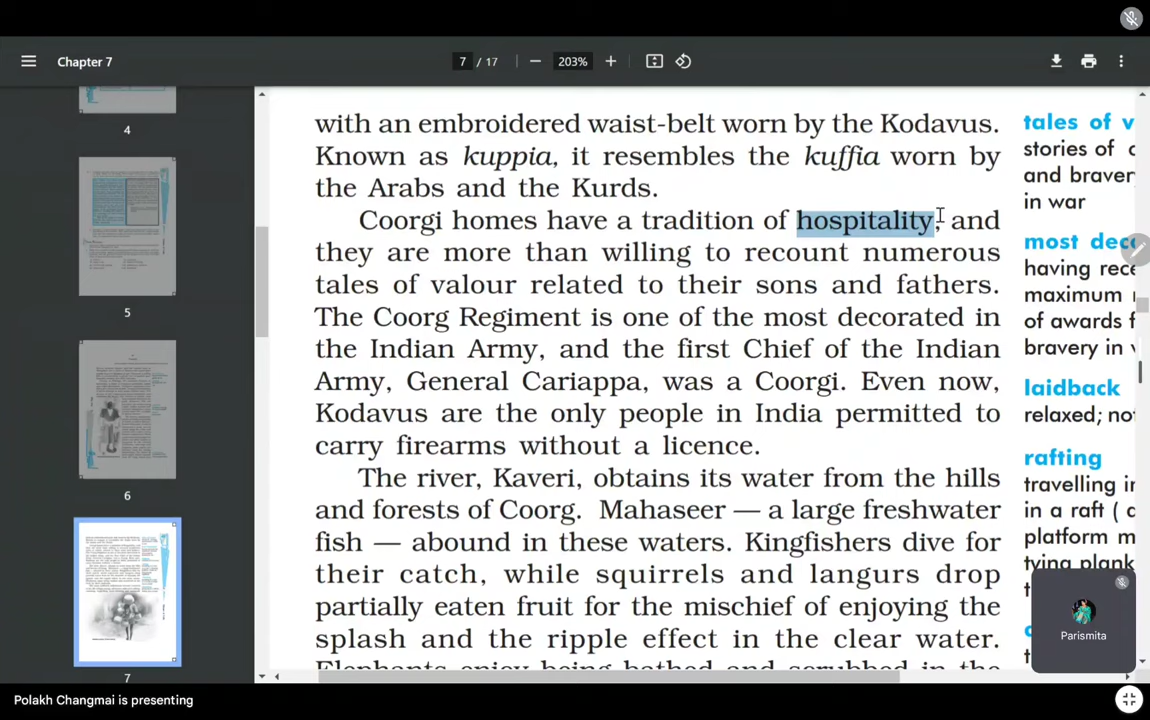 Chapter 7
7 / 17
203%
4
5
6
7
with an embroidered waist-belt worn by the Kodavus.
Known as kuppia, it resembles the kuffia worn by
the Arabs and the Kurds.
Coorgi homes have a tradition of hospitality, and
they are more than willing to recount numerous
tales of valour related to their sons and fathers.
The Coorg Regiment is one of the most decorated in
the Indian Army, and the first Chief of the Indian
Army, General Cariappa, was a Coorgi. Even now,
Kodavus are the only people in India permitted to
carry firearms without a licence.
The river, Kaveri, obtains its water from the hills
and forests of Coorg. Mahaseer — a large freshwater
fish — abound in these waters. Kingfishers dive for
their catch, while squirrels and langurs drop
partially eaten fruit for the mischief of enjoying the
splash and the ripple effect in the clear water.
Elephants enjoy being bathed and scrubbed in the
tales of v
stories of c
and braver
in war
most dec
having rece
maximum
of awards f
bravery in
laidback
relaxed; no
rafting
travelling in
in a raft ( a
platform m
tying plank
Parismita
Polakh Changmai is presenting